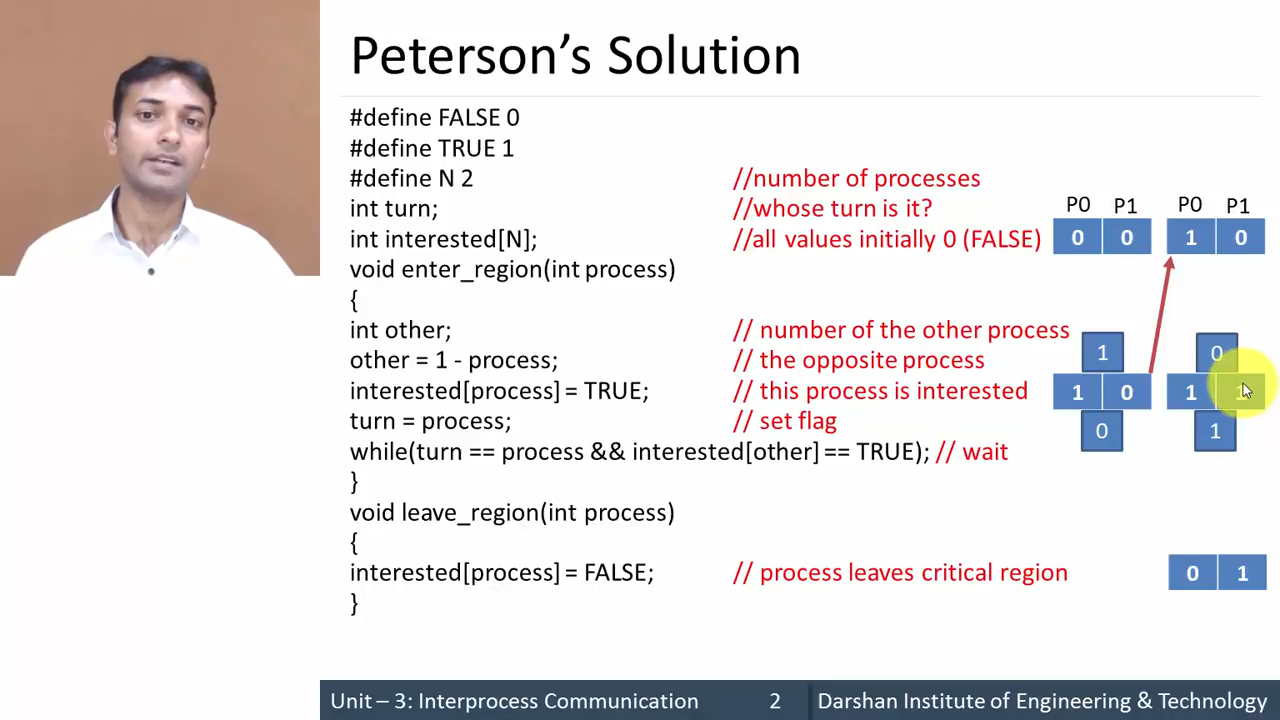 Peterson’s Solution
#define FALSE 0
#define TRUE 1
#define N 2 //number of processes
int turn; //whose turn is it?
int interested[N]; //all values initially 0 (FALSE)
P0 P1 P0 P1
0 0 1 0
void enter_region(int process)
{
int other; // number of the other process
other = 1 - process; // the opposite process
1 0
interested[process] = TRUE; // this process is interested
1 0 1 1
turn = process; // set flag
0 1
while(turn == process && interested[other] == TRUE); // wait
}
void leave_region(int process)
{
interested[process] = FALSE; // process leaves critical region
0 1
}
Unit – 3: Interprocess Communication 2 Darshan Institute of Engineering & Technology